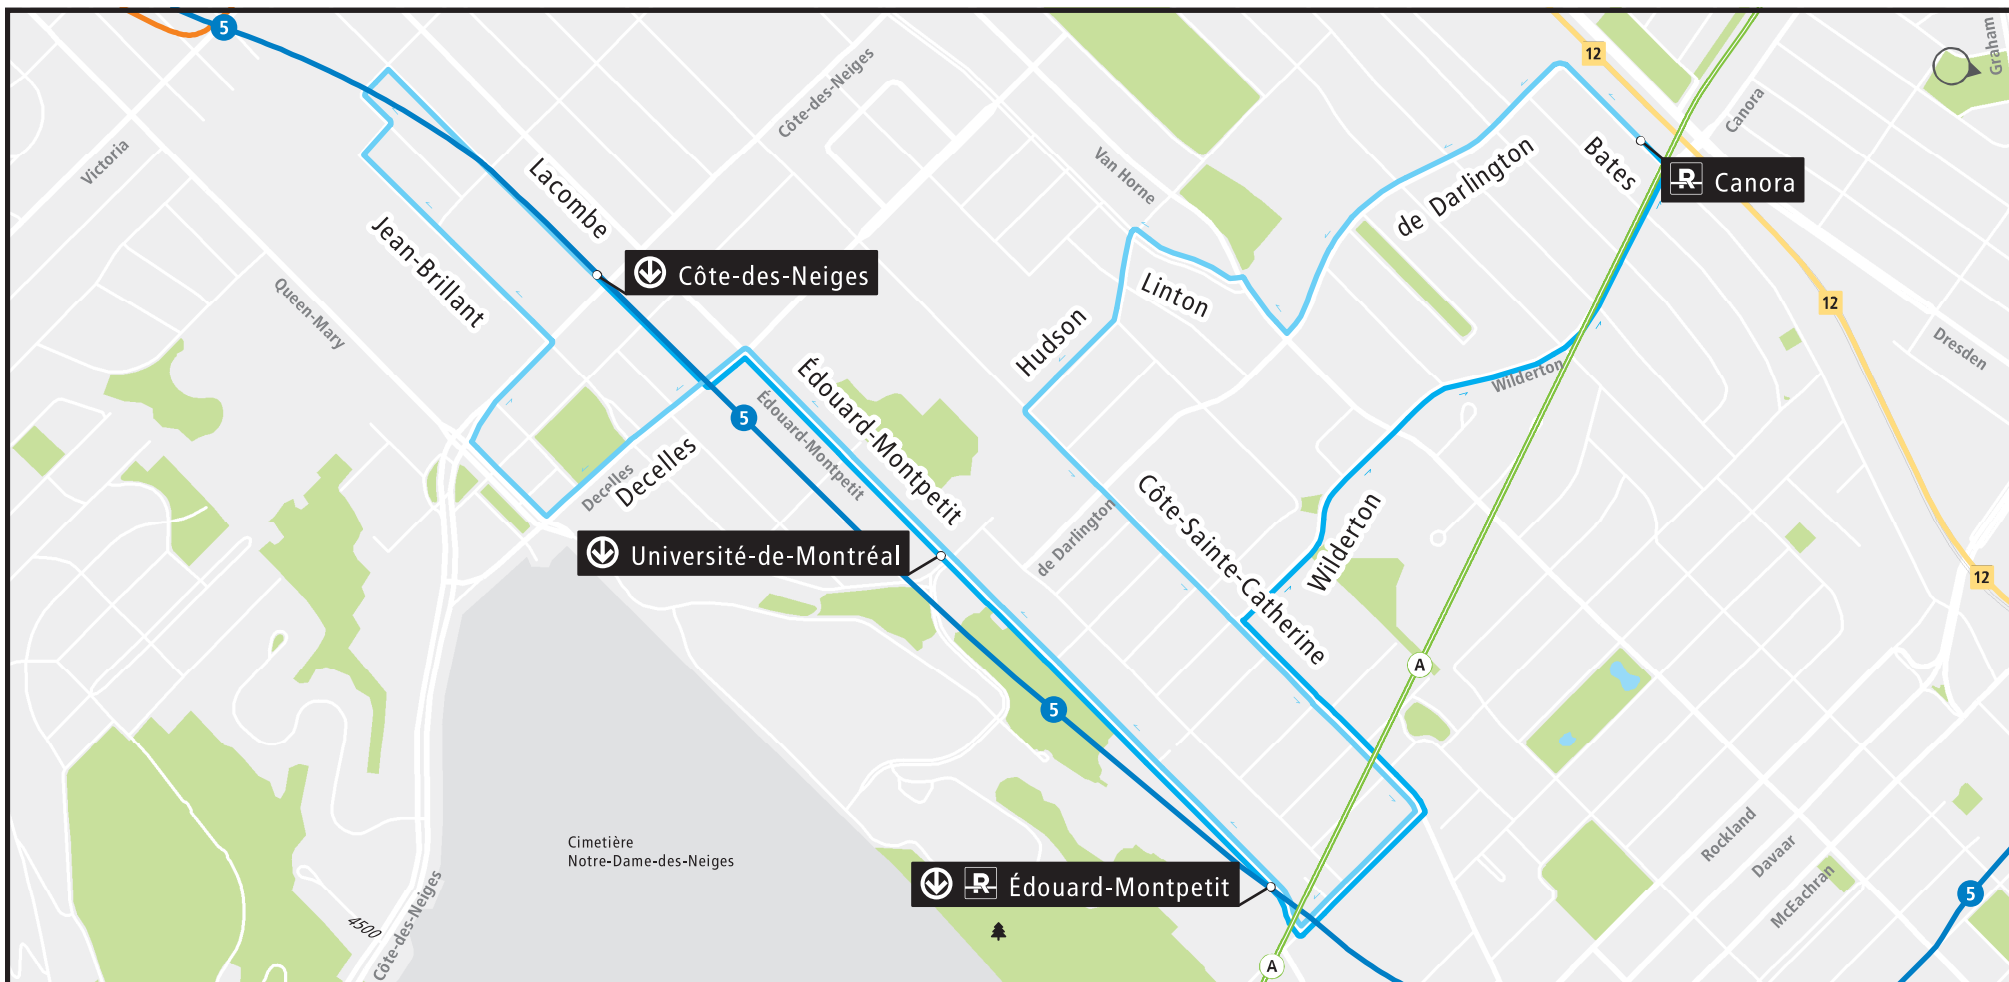 5
12
Graham
Côte-des-Neiges
Canora
Victoria
Van Horne
de Darlington
Bates
R Canora
Lacombe
Jean-Brillant
Côte-des-Neiges
Queen-Mary
Linton
Hudson
12
Dresden
Wilderton
5
Édouard-Montpetit
Édouard-Montpetit
Decelles
Decelles
Université-de-Montréal
de Darlington
Côte-Sainte-Catherine
Wilderton
12
A
5
Rockland
Davaar
McEachran
Cimetière
Notre-Dame-des-Neiges
R Édouard-Montpetit
5
4500
Côte-des-Neiges
A